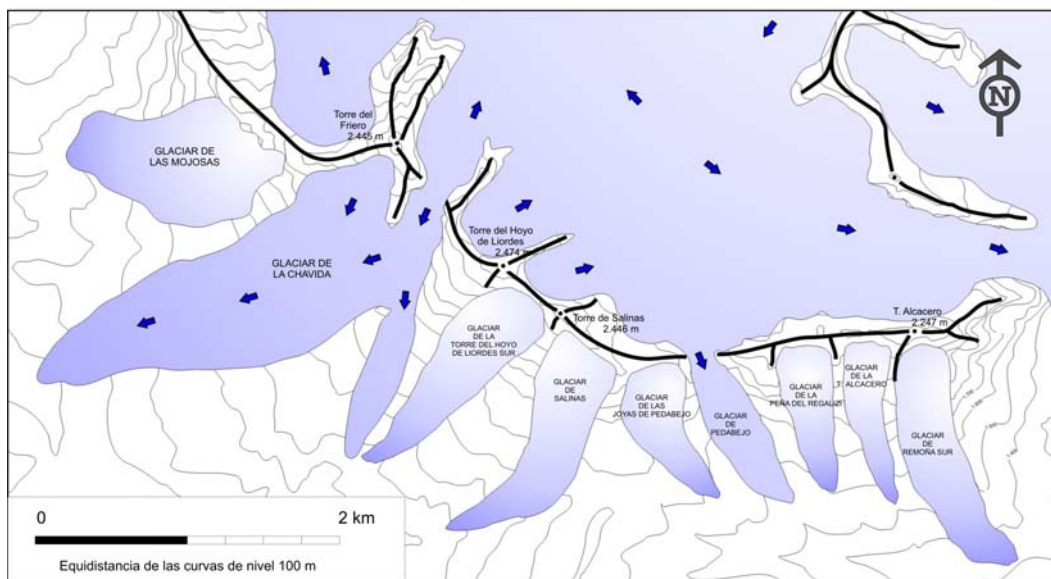 N
Torre del
Friero
2.445 m
GLACIAR DE
LAS MOJOSAS
GLACIAR DE
LA CHAVIDA
Torre del Hoyo
de Liordes
2.474 m
Torre de Salinas
2.446 m
T. Alcacero
2.247 m
GLACIAR
DE LA
TORRE DEL HOYO
DE LIORDES SUR
GLACIAR
DE
SALINAS
GLACIAR
DE LAS
JOYAS DE PEDABEJO
GLACIAR
DE
PEDABEJO
GLACIAR
DE LA
PEÑA DEL REGALIZ
GLACIAR
DE LA
T. ALCACERO
GLACIAR
DE
REMOÑA SUR
0 2 km
Equidistancia de las curvas de nivel 100 m